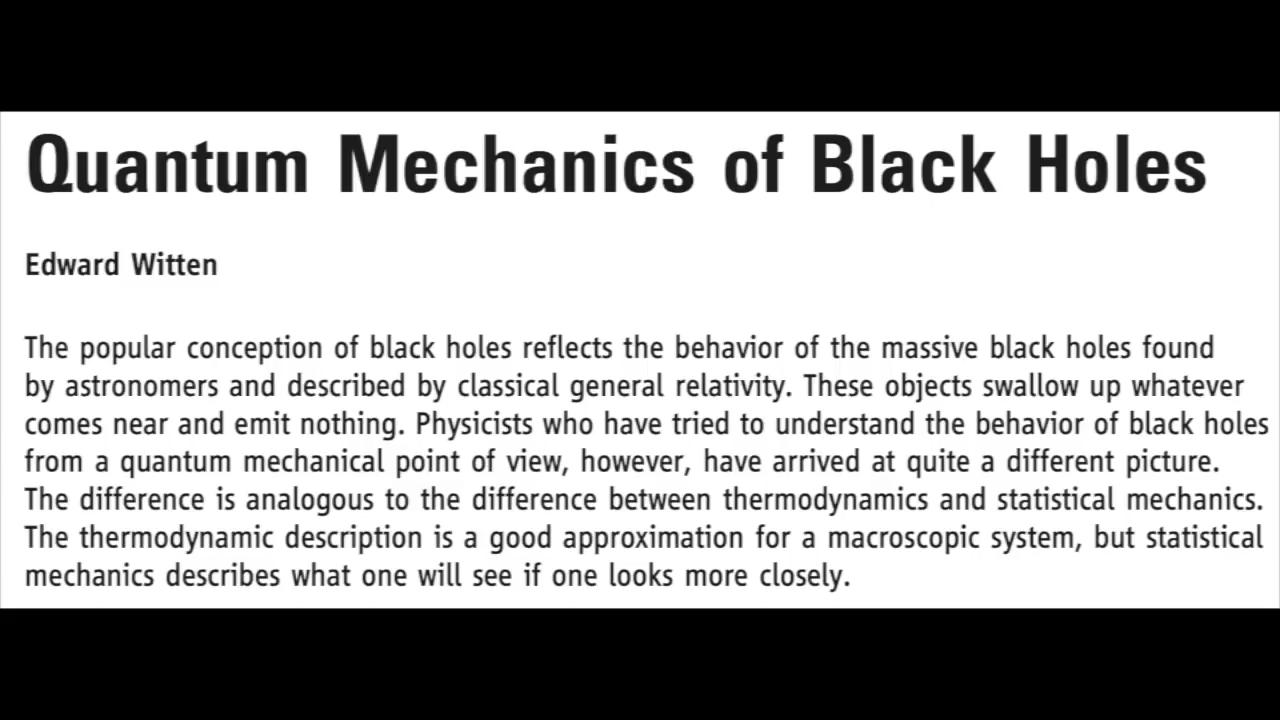 Quantum Mechanics of Black Holes
Edward Witten
The popular conception of black holes reflects the behavior of the massive black holes found
by astronomers and described by classical general relativity. These objects swallow up whatever
comes near and emit nothing. Physicists who have tried to understand the behavior of black holes
from a quantum mechanical point of view, however, have arrived at quite a different picture.
The difference is analogous to the difference between thermodynamics and statistical mechanics.
The thermodynamic description is a good approximation for a macroscopic system, but statistical
mechanics describes what one will see if one looks more closely.